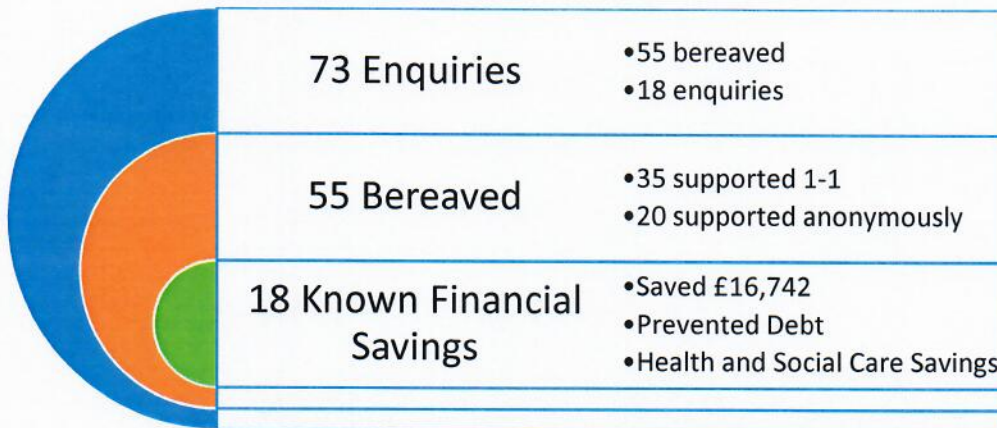 73 Enquiries
•55 bereaved
•18 enquiries
55 Bereaved
•35 supported 1-1
•20 supported anonymously
18 Known Financial
Savings
•Saved £16,742
•Prevented Debt
•Health and Social Care Savings